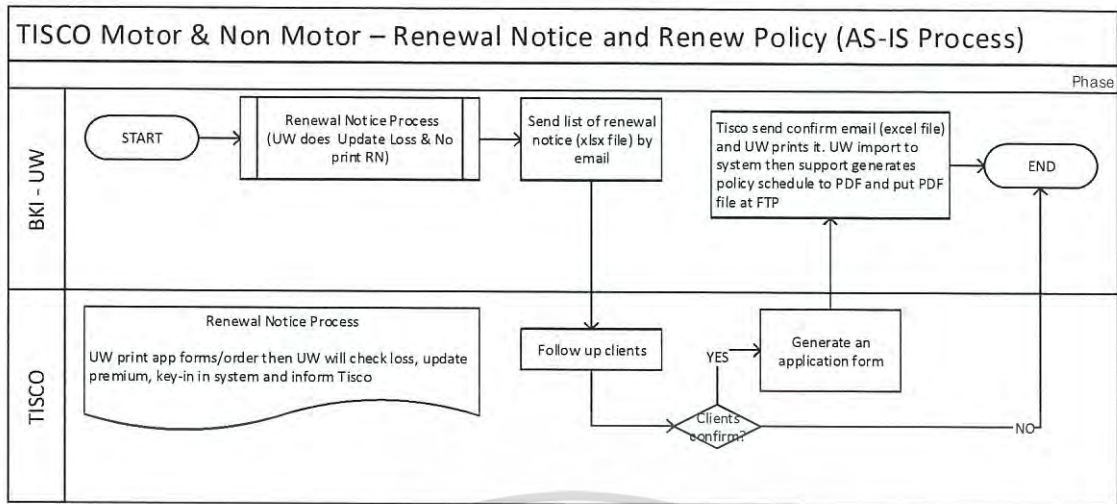 TISCO Motor & Non Motor – Renewal Notice and Renew Policy (AS-IS Process)
Phase
BKI - UW
START
Renewal Notice Process
(UW does Update Loss & No
print RN)
Send list of renewal
notice (xlsx file) by
email
Tisco send confirm email (excel file)
and UW prints it. UW import to
system then support generates
policy schedule to PDF and put PDF
file at FTP
END
TISCO
Renewal Notice Process
UW print app forms/order then UW will check loss, update
premium, key-in in system and inform Tisco
Follow up clients
YES
Generate an
application form
Clients
confirm?
NO